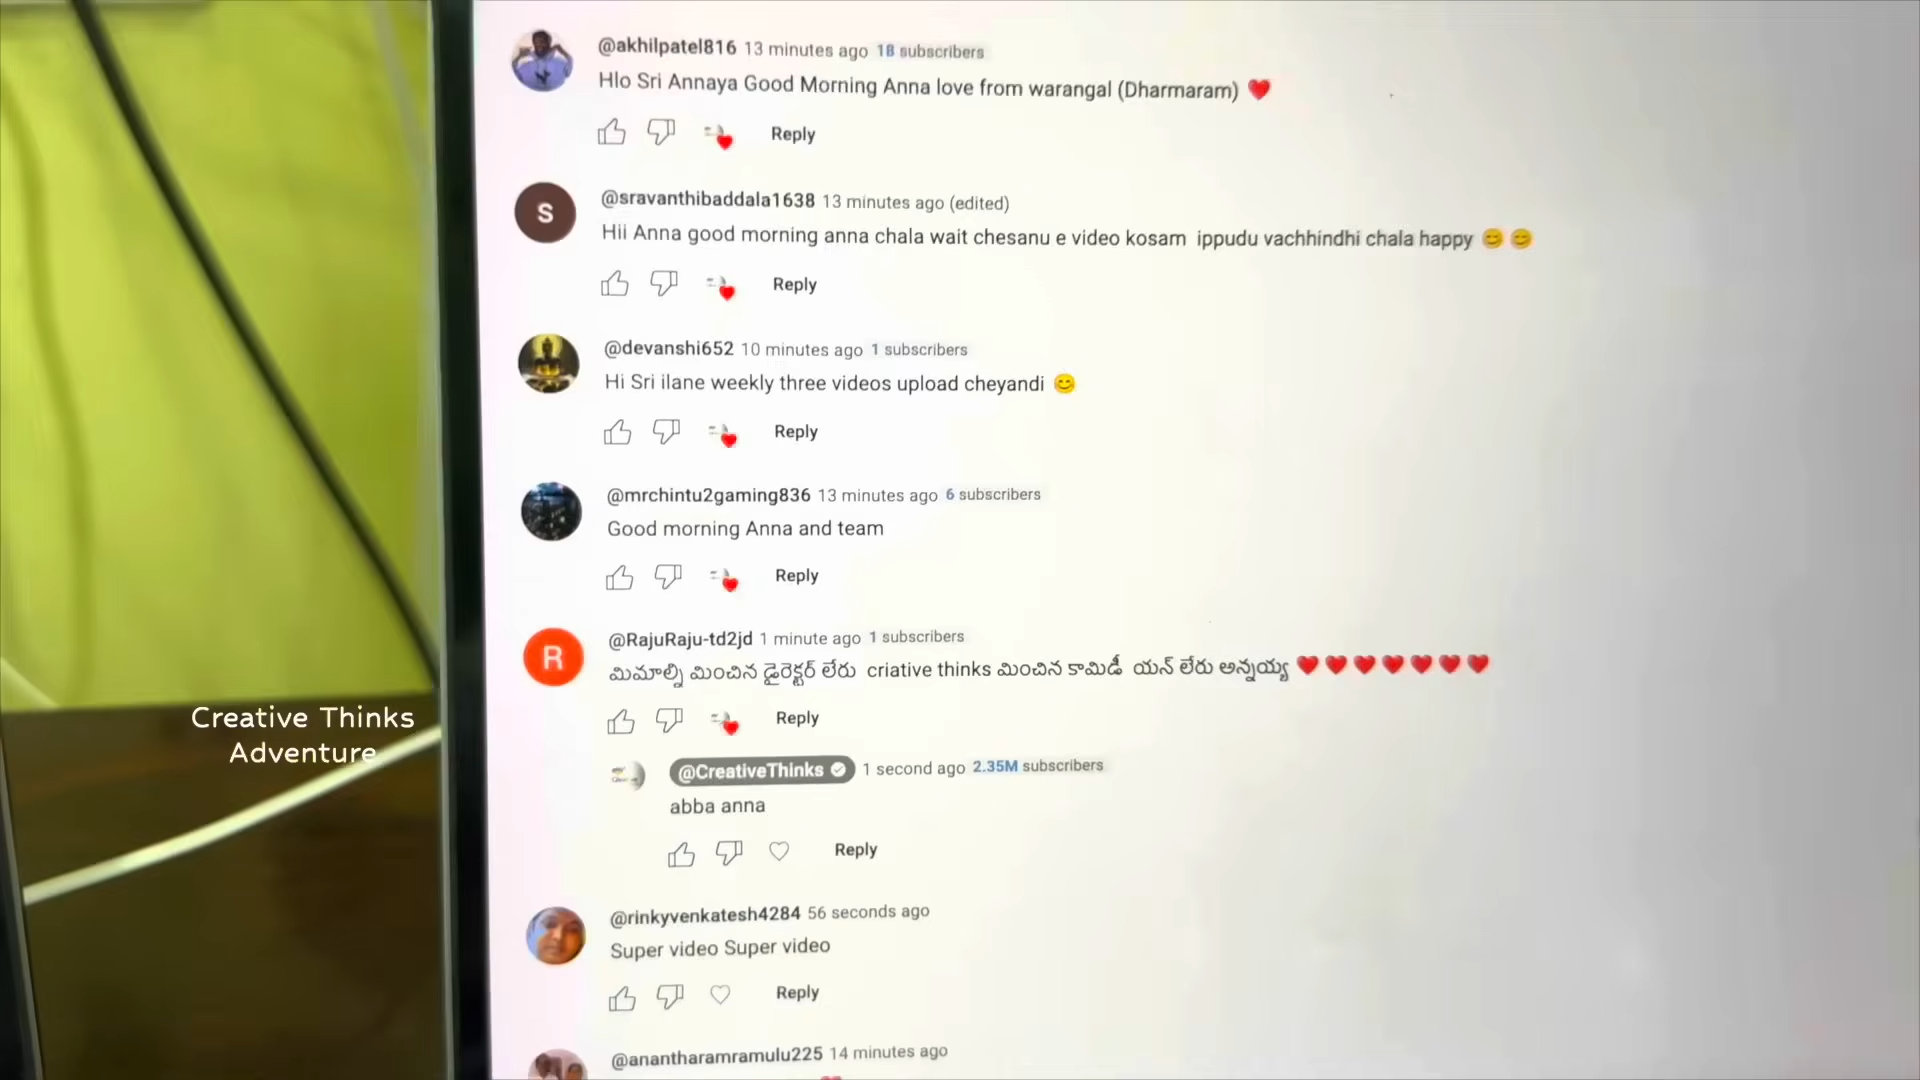 @akhilpatel816 13 minutes ago 18 subscribers
Hlo Sri Annaya Good Morning Anna love from warangal (Dharmaram) ❤️
Reply
S
@sravanthibaddala1638 13 minutes ago (edited)
Hii Anna good morning anna chala wait chesanu e video kosam ippudu vachhindhi chala happy 😊 😊
Reply
@devanshi652 10 minutes ago 1 subscribers
Hi Sri ilane weekly three videos upload cheyandi 😊
Reply
@mrchintu2gaming836 13 minutes ago 6 subscribers
Good morning Anna and team
Reply
R
@RajuRaju-td2jd 1 minute ago 1 subscribers
మిమాల్ని మించిన డైరెక్టర్ లేరు criative thinks మించిన కామిడీ యన్ లేరు అన్నయ్య ❤️❤️❤️❤️❤️❤️❤️
Reply
@CreativeThinks 1 second ago 2.35M subscribers
abba anna
Reply
@rinkyvenkatesh4284 56 seconds ago
Super video Super video
Reply
@anantharamramulu225 14 minutes ago
Creative Thinks
Adventure